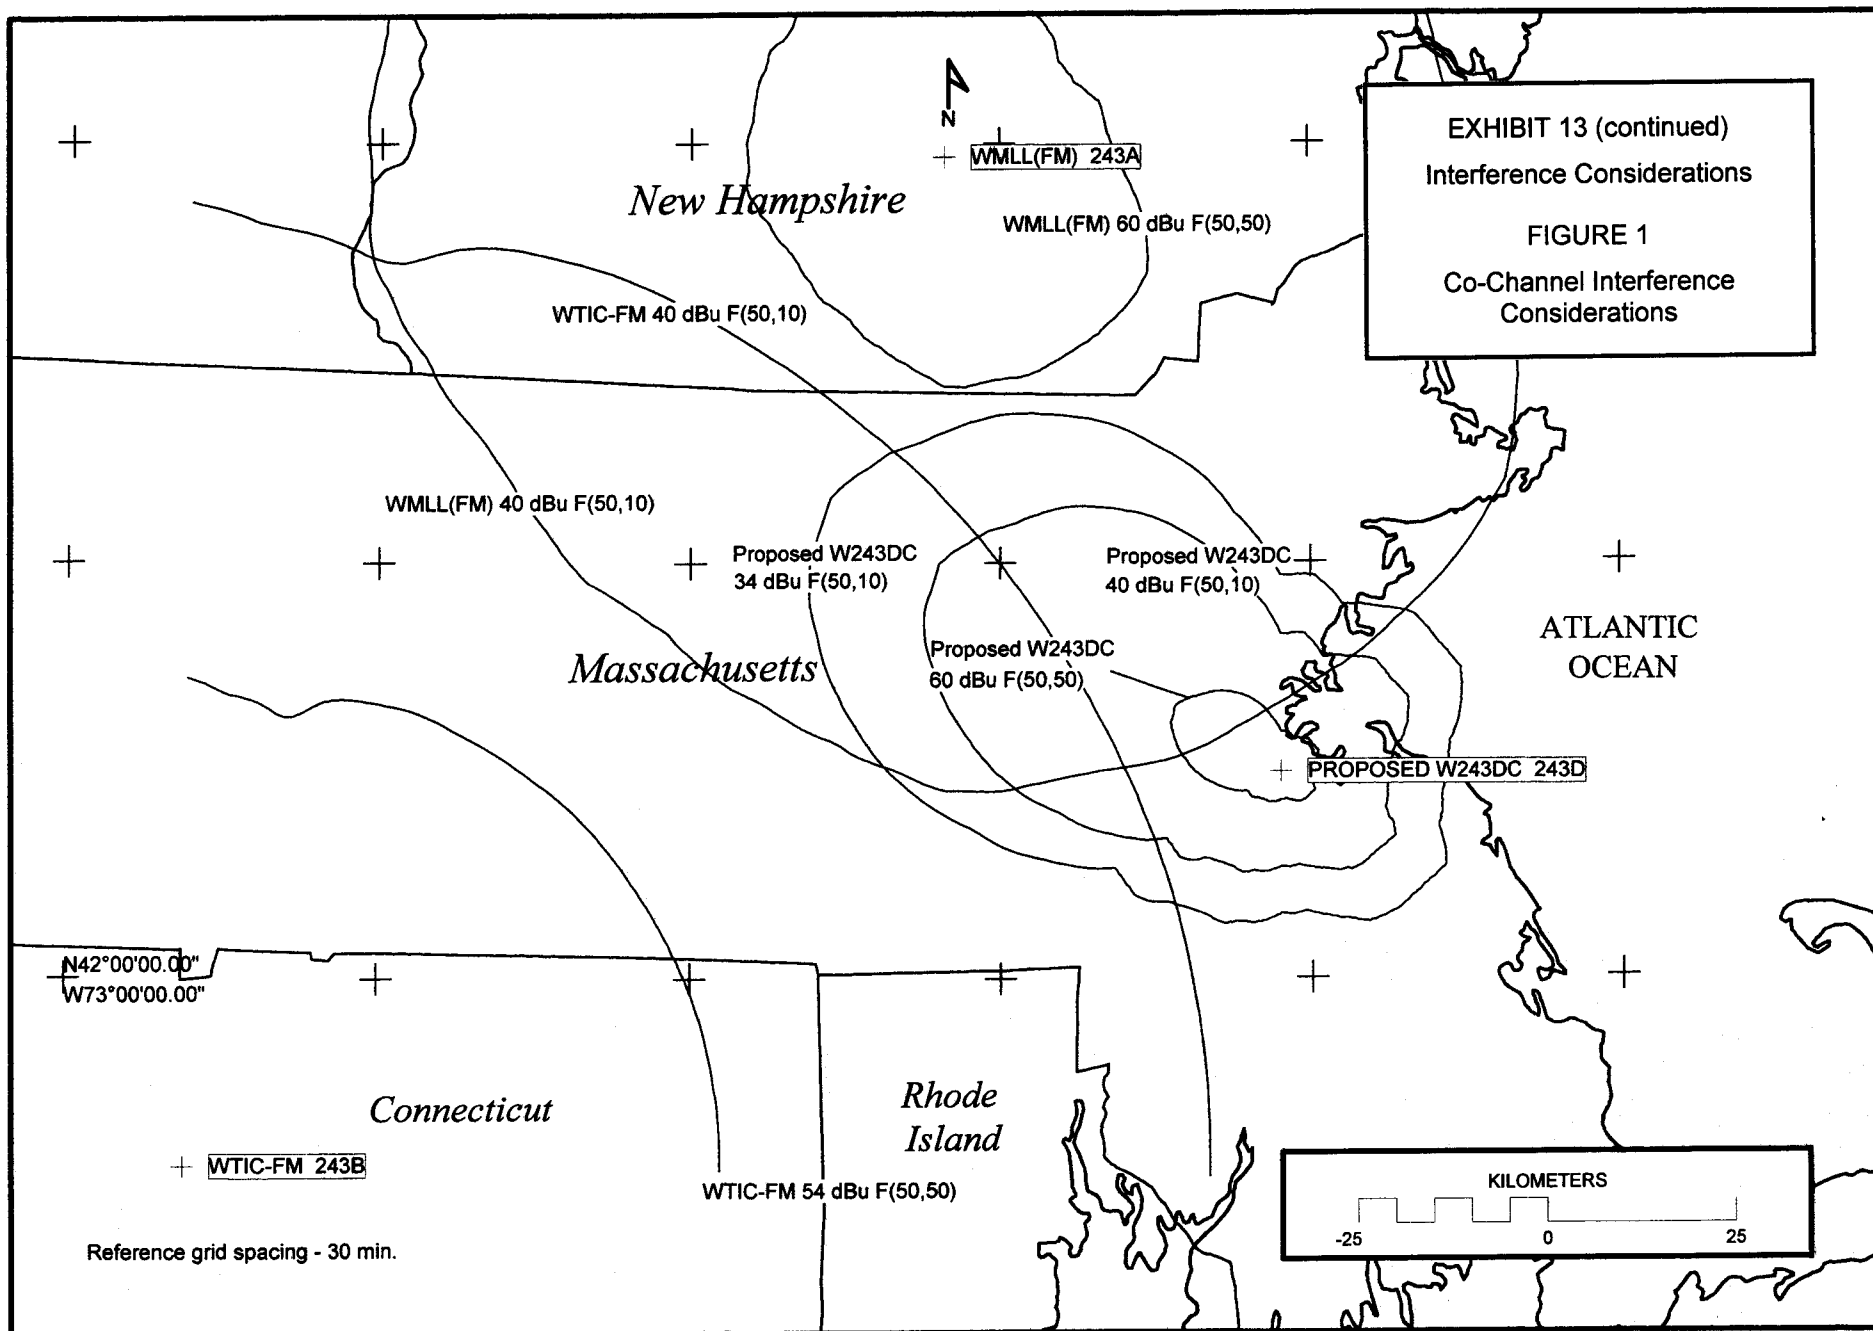 EXHIBIT 13 (continued)
Interference Considerations
FIGURE 1
Co-Channel Interference
Considerations
N
WMLL(FM) 243A
New Hampshire
WMLL(FM) 60 dBu F(50,50)
WTIC-FM 40 dBu F(50,10)
WMLL(FM) 40 dBu F(50,10)
Proposed W243DC
34 dBu F(50,10)
Proposed W243DC
40 dBu F(50,10)
Proposed W243DC
60 dBu F(50,50)
ATLANTIC
OCEAN
Massachusetts
PROPOSED W243DC 243D
N42°00'00.00"
W73°00'00.00"
Connecticut
Rhode
Island
WTIC-FM 243B
WTIC-FM 54 dBu F(50,50)
Reference grid spacing - 30 min.
KILOMETERS
-25 0 25